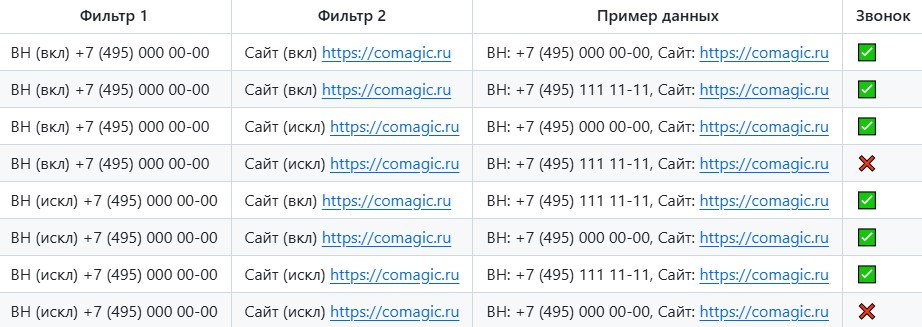 Фильтр 1 Фильтр 2 Пример данных Звонок
ВН (вкл) +7 (495) 000 00-00 Сайт (вкл) https://comagic.ru ВН: +7 (495) 000 00-00, Сайт: https://comagic.ru ✅
ВН (вкл) +7 (495) 000 00-00 Сайт (вкл) https://comagic.ru ВН: +7 (495) 111 11-11, Сайт: https://comagic.ru ✅
ВН (вкл) +7 (495) 000 00-00 Сайт (искл) https://comagic.ru ВН: +7 (495) 000 00-00, Сайт: https://comagic.ru ✅
ВН (вкл) +7 (495) 000 00-00 Сайт (искл) https://comagic.ru ВН: +7 (495) 111 11-11, Сайт: https://comagic.ru ❌
ВН (искл) +7 (495) 000 00-00 Сайт (вкл) https://comagic.ru ВН: +7 (495) 111 11-11, Сайт: https://comagic.ru ✅
ВН (искл) +7 (495) 000 00-00 Сайт (вкл) https://comagic.ru ВН: +7 (495) 000 00-00, Сайт: https://comagic.ru ✅
ВН (искл) +7 (495) 000 00-00 Сайт (искл) https://comagic.ru ВН: +7 (495) 111 11-11, Сайт: https://comagic.ru ✅
ВН (искл) +7 (495) 000 00-00 Сайт (искл) https://comagic.ru ВН: +7 (495) 000 00-00, Сайт: https://comagic.ru ❌